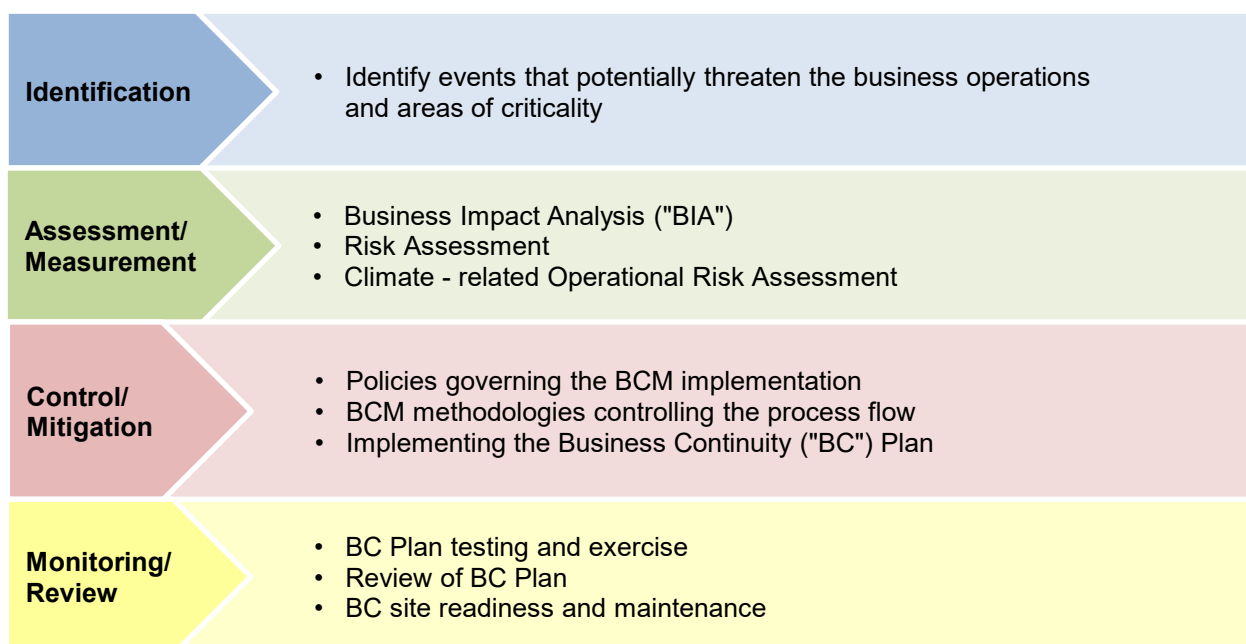 Identification
• Identify events that potentially threaten the business operations
and areas of criticality
Assessment/
Measurement
• Business Impact Analysis ("BIA")
• Risk Assessment
• Climate - related Operational Risk Assessment
Control/
Mitigation
• Policies governing the BCM implementation
• BCM methodologies controlling the process flow
• Implementing the Business Continuity ("BC") Plan
Monitoring/
Review
• BC Plan testing and exercise
• Review of BC Plan
• BC site readiness and maintenance